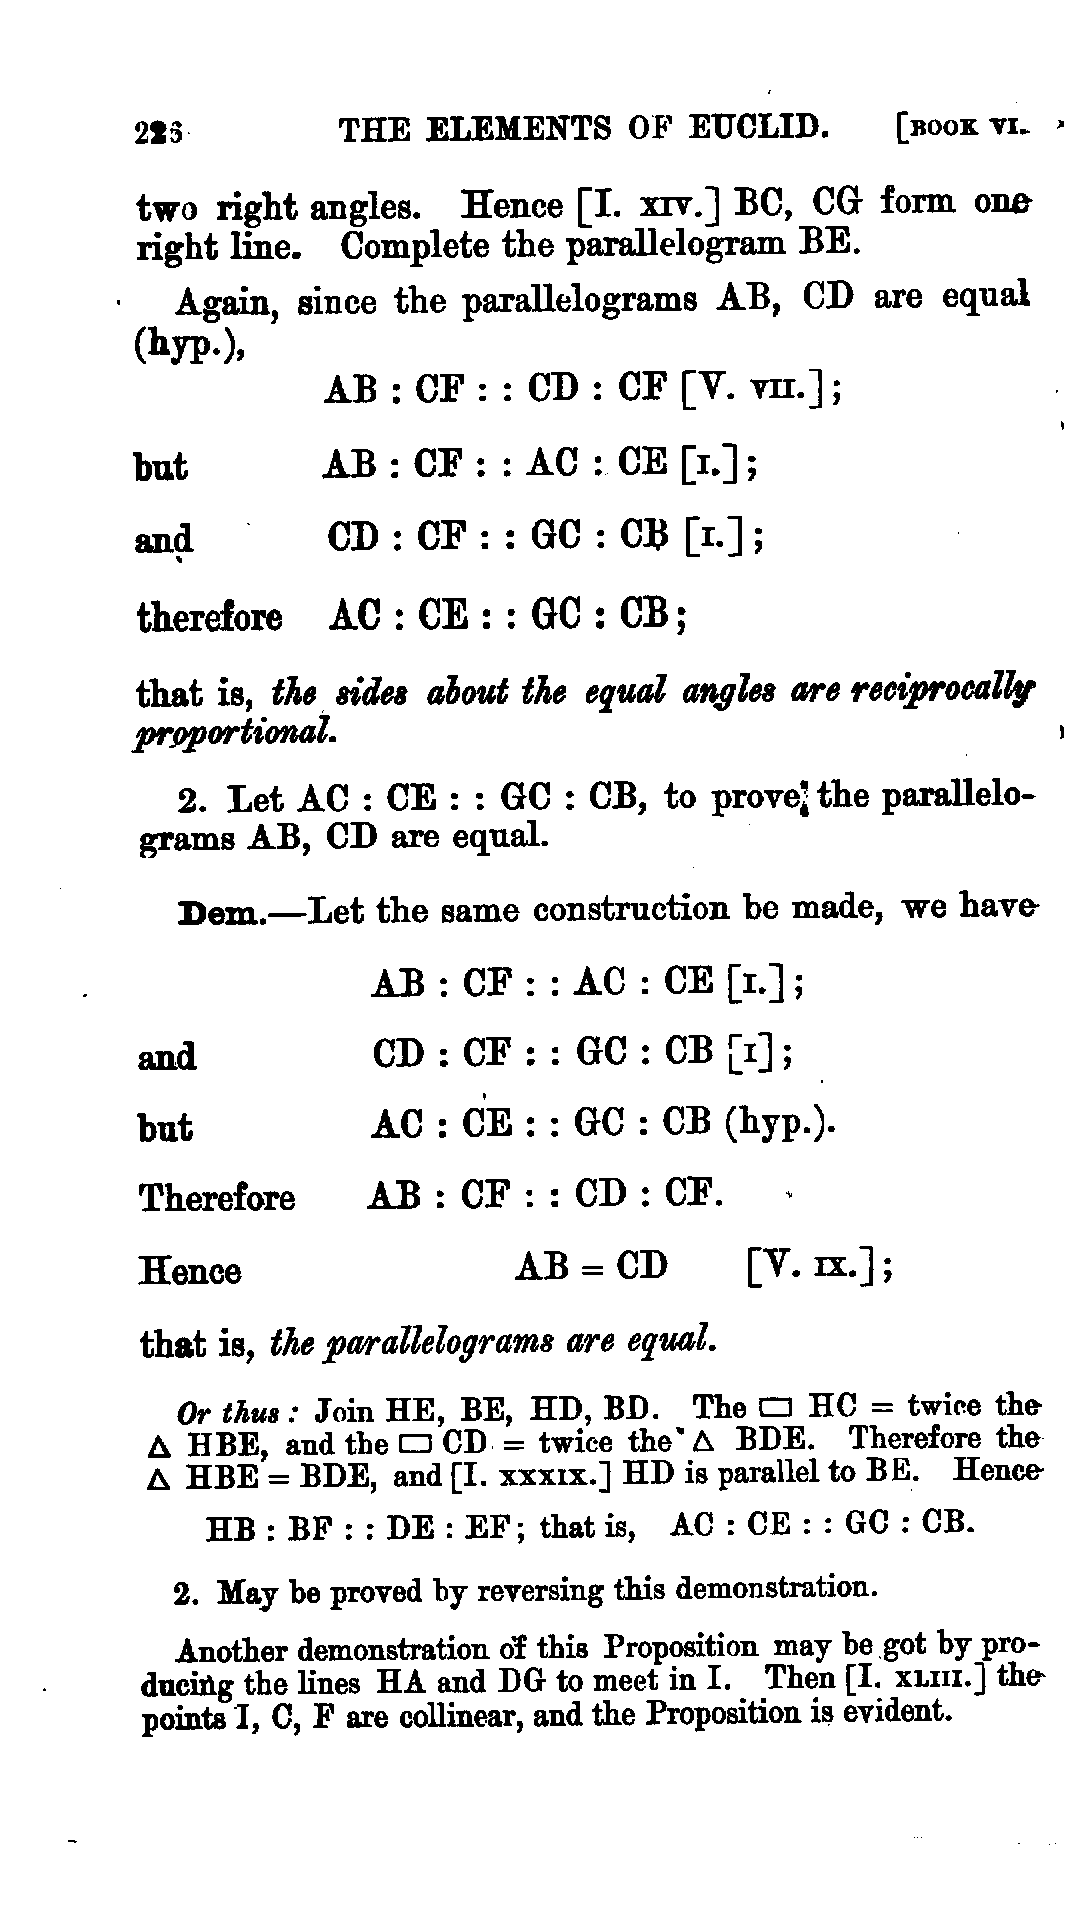 226 THE ELEMENTS OF EUCLID. [BOOK VI.
two right angles. Hence [I. XIV.] BC, CG form one
right line. Complete the parallelogram BE.
Again, since the parallelograms AB, CD are equal
(hyp.),
AB : CF : : CD : CF [V. VII.];
but AB : CF : : AC : CE [I.];
and CD : CF : : GC : CB [I.];
therefore AC : CE : : GC : CB;
that is, the sides about the equal angles are reciprocally
proportional.
2. Let AC : CE : : GC : CB, to prove the parallelo-
grams AB, CD are equal.
Dem.—Let the same construction be made, we have
AB : CF : : AC : CE [I.];
and CD : CF : : GC : CB [I];
but AC : CE : : GC : CB (hyp.).
Therefore AB : CF : : CD : CF.
Hence AB = CD [V. IX.];
that is, the parallelograms are equal.
Or thus: Join HE, BE, HD, BD. The ▭ HC = twice the
△ HBE, and the ▭ CD = twice the △ BDE. Therefore the
△ HBE = BDE, and [I. XXXIX.] HD is parallel to BE. Hence
HB : BF : : DE : EF; that is, AC : CE : : GC : CB.
2. May be proved by reversing this demonstration.
Another demonstration of this Proposition may be got by pro-
ducing the lines HA and DG to meet in I. Then [I. XLIII.] the
points I, C, F are collinear, and the Proposition is evident.